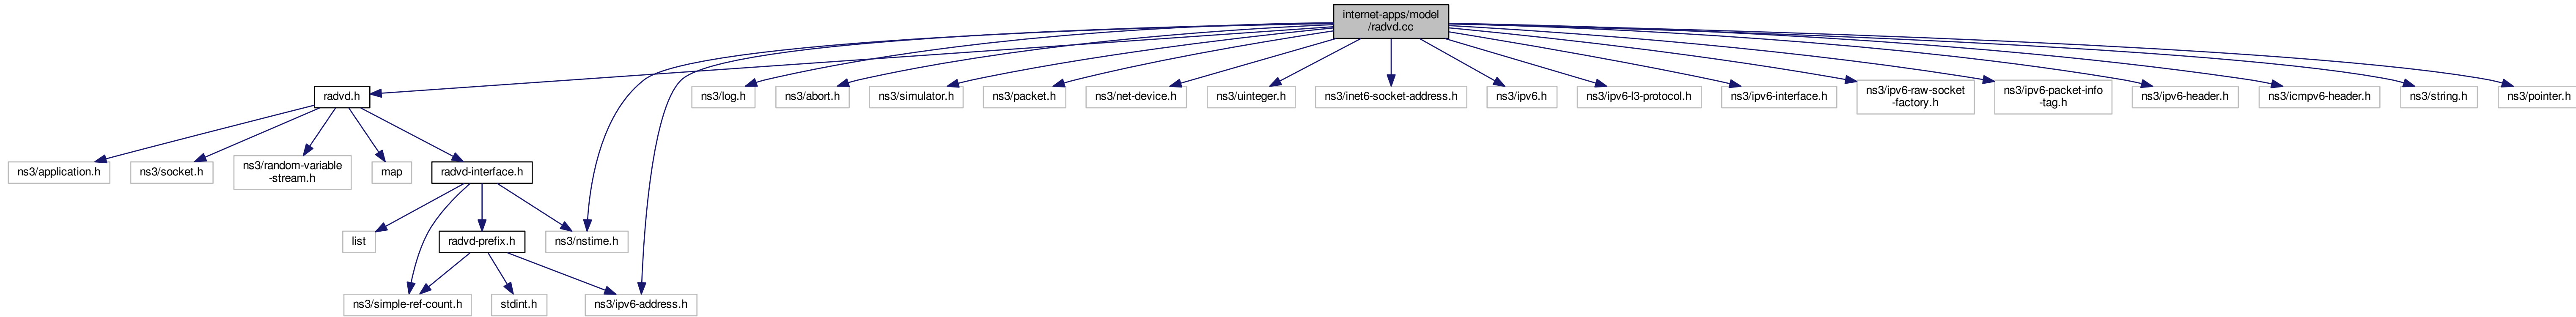 internet-apps/model
/radvd.cc
radvd.h
ns3/log.h
ns3/abort.h
ns3/simulator.h
ns3/packet.h
ns3/net-device.h
ns3/uinteger.h
ns3/inet6-socket-address.h
ns3/ipv6.h
ns3/ipv6-l3-protocol.h
ns3/ipv6-interface.h
ns3/ipv6-raw-socket
-factory.h
ns3/ipv6-packet-info
-tag.h
ns3/ipv6-header.h
ns3/icmpv6-header.h
ns3/string.h
ns3/pointer.h
ns3/application.h
ns3/socket.h
ns3/random-variable
-stream.h
map
radvd-interface.h
list
radvd-prefix.h
ns3/nstime.h
ns3/simple-ref-count.h
stdint.h
ns3/ipv6-address.h